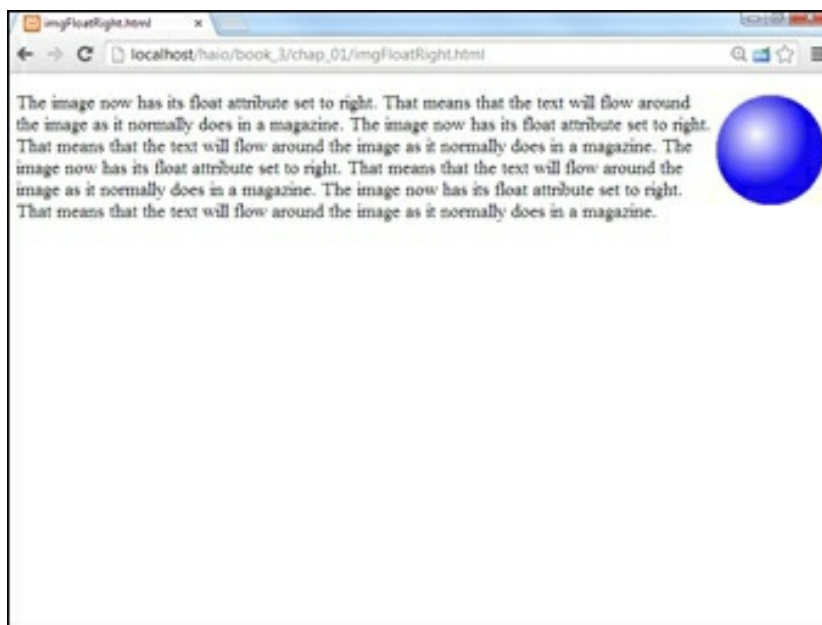 imgFloatRight.html
localhost/haio/book_3/chap_01/imgFloatRight.html
The image now has its float attribute set to right. That means that the text will flow around
the image as it normally does in a magazine. The image now has its float attribute set to right.
That means that the text will flow around the image as it normally does in a magazine. The
image now has its float attribute set to right. That means that the text will flow around the
image as it normally does in a magazine. The image now has its float attribute set to right.
That means that the text will flow around the image as it normally does in a magazine.